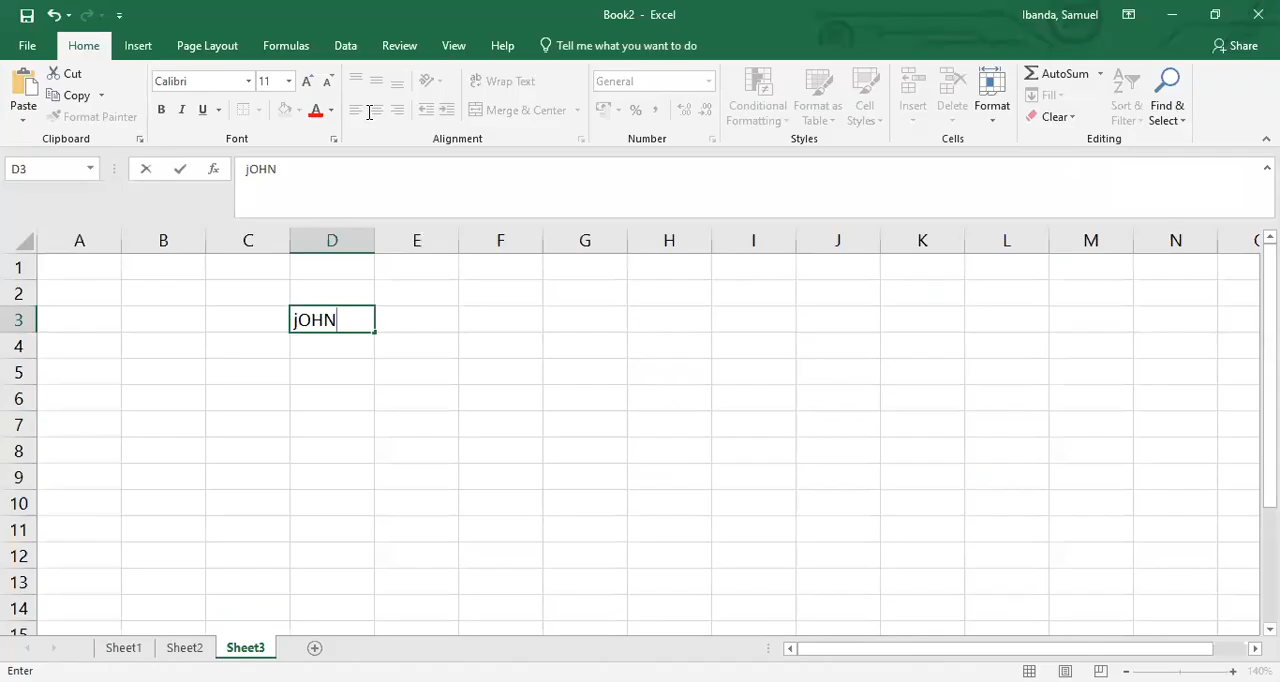 Book2 - Excel
Ibanda, Samuel
File Home Insert Page Layout Formulas Data Review View Help Tell me what you want to do Share
Paste Cut Copy Format Painter Clipboard
Calibri 11 B I U Font
Wrap Text Merge & Center Alignment
General % , Number
Conditional Formatting Format as Table Cell Styles Styles
Insert Delete Format Cells
AutoSum Fill Clear Sort & Filter Find & Select Editing
D3 fx jOHN
A B C D E F G H I J K L M N
1
2
3 jOHN
4
5
6
7
8
9
10
11
12
13
14
Sheet1 Sheet2 Sheet3
Enter 140%